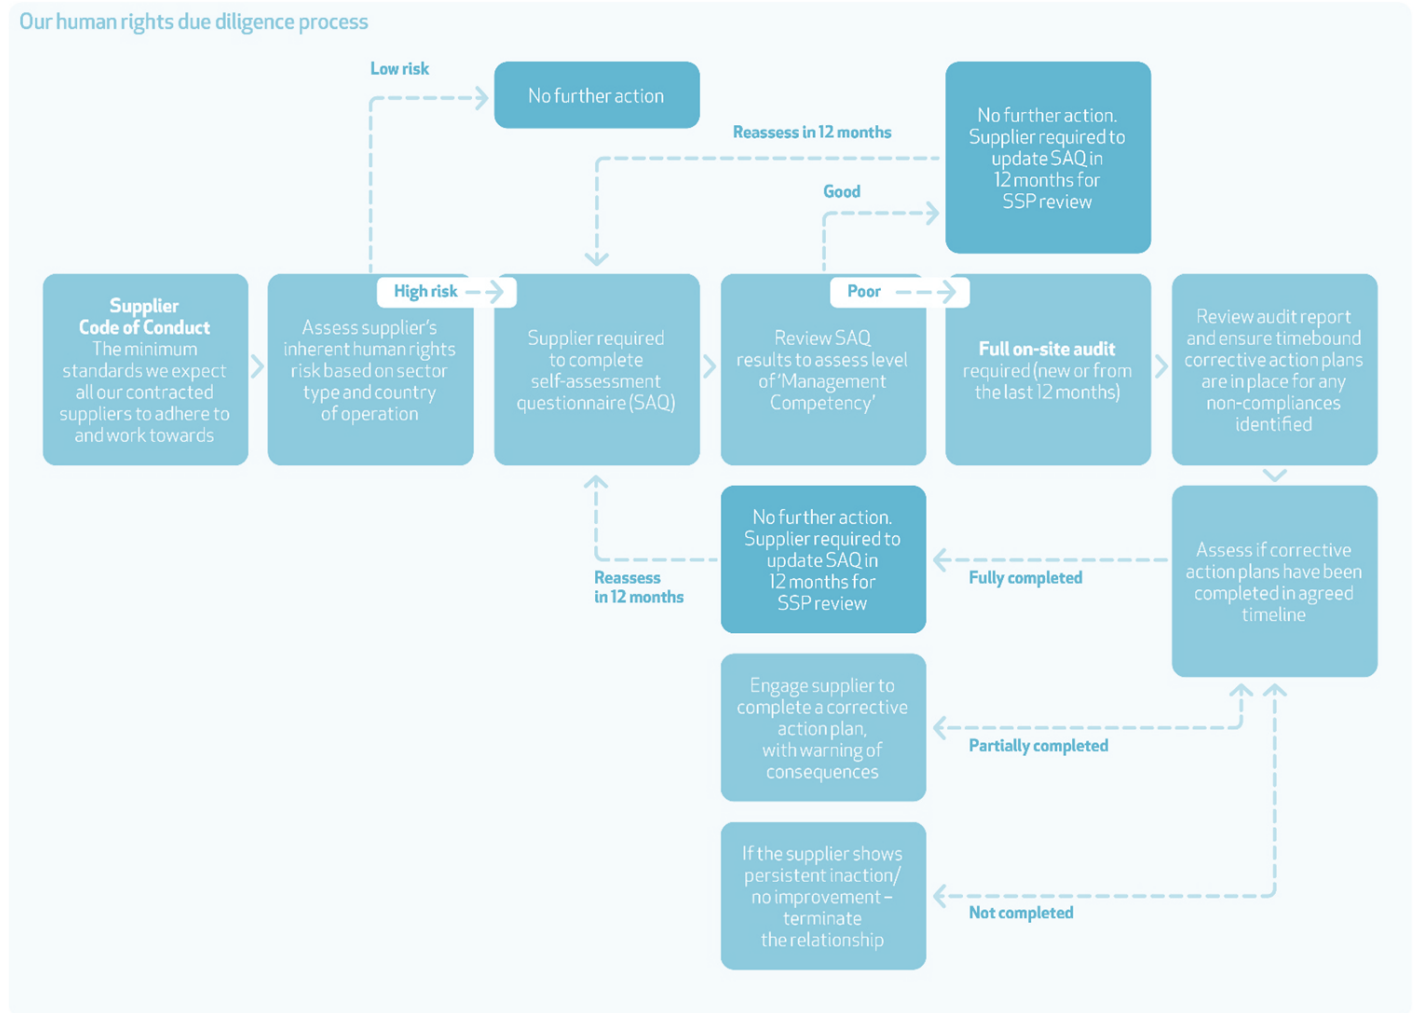 Our human rights due diligence process
Low risk
No further action
Reassess in 12 months
Good
No further action.
Supplier required to
update SAQ in
12 months for
SSP review
Supplier
Code of Conduct
The minimum
standards we expect
all our contracted
suppliers to adhere to
and work towards
Assess supplier's
inherent human rights
risk based on sector
type and country
of operation
High risk
Supplier required
to complete
self-assessment
questionnaire (SAQ)
Review SAQ
results to assess level
of 'Management
Competency'
Poor
Full on-site audit
required (new or from
the last 12 months)
Review audit report
and ensure timebound
corrective action plans
are in place for any
non-compliances
identified
Assess if corrective
action plans have been
completed in agreed
timeline
Fully completed
No further action.
Supplier required to
update SAQ in
12 months for
SSP review
Reassess
in 12 months
Partially completed
Engage supplier to
complete a corrective
action plan,
with warning of
consequences
Not completed
If the supplier shows
persistent inaction/
no improvement –
terminate
the relationship